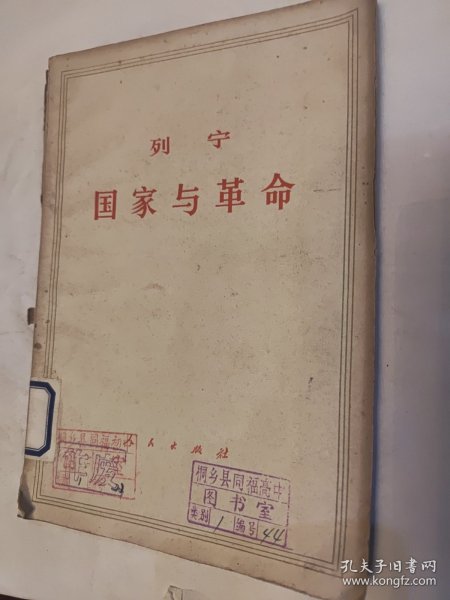 列宁
国家与革命
人民出版社
桐乡县同福高中
图书室
类别 1 编号 44
孔夫子旧书网
www.kongfz.com